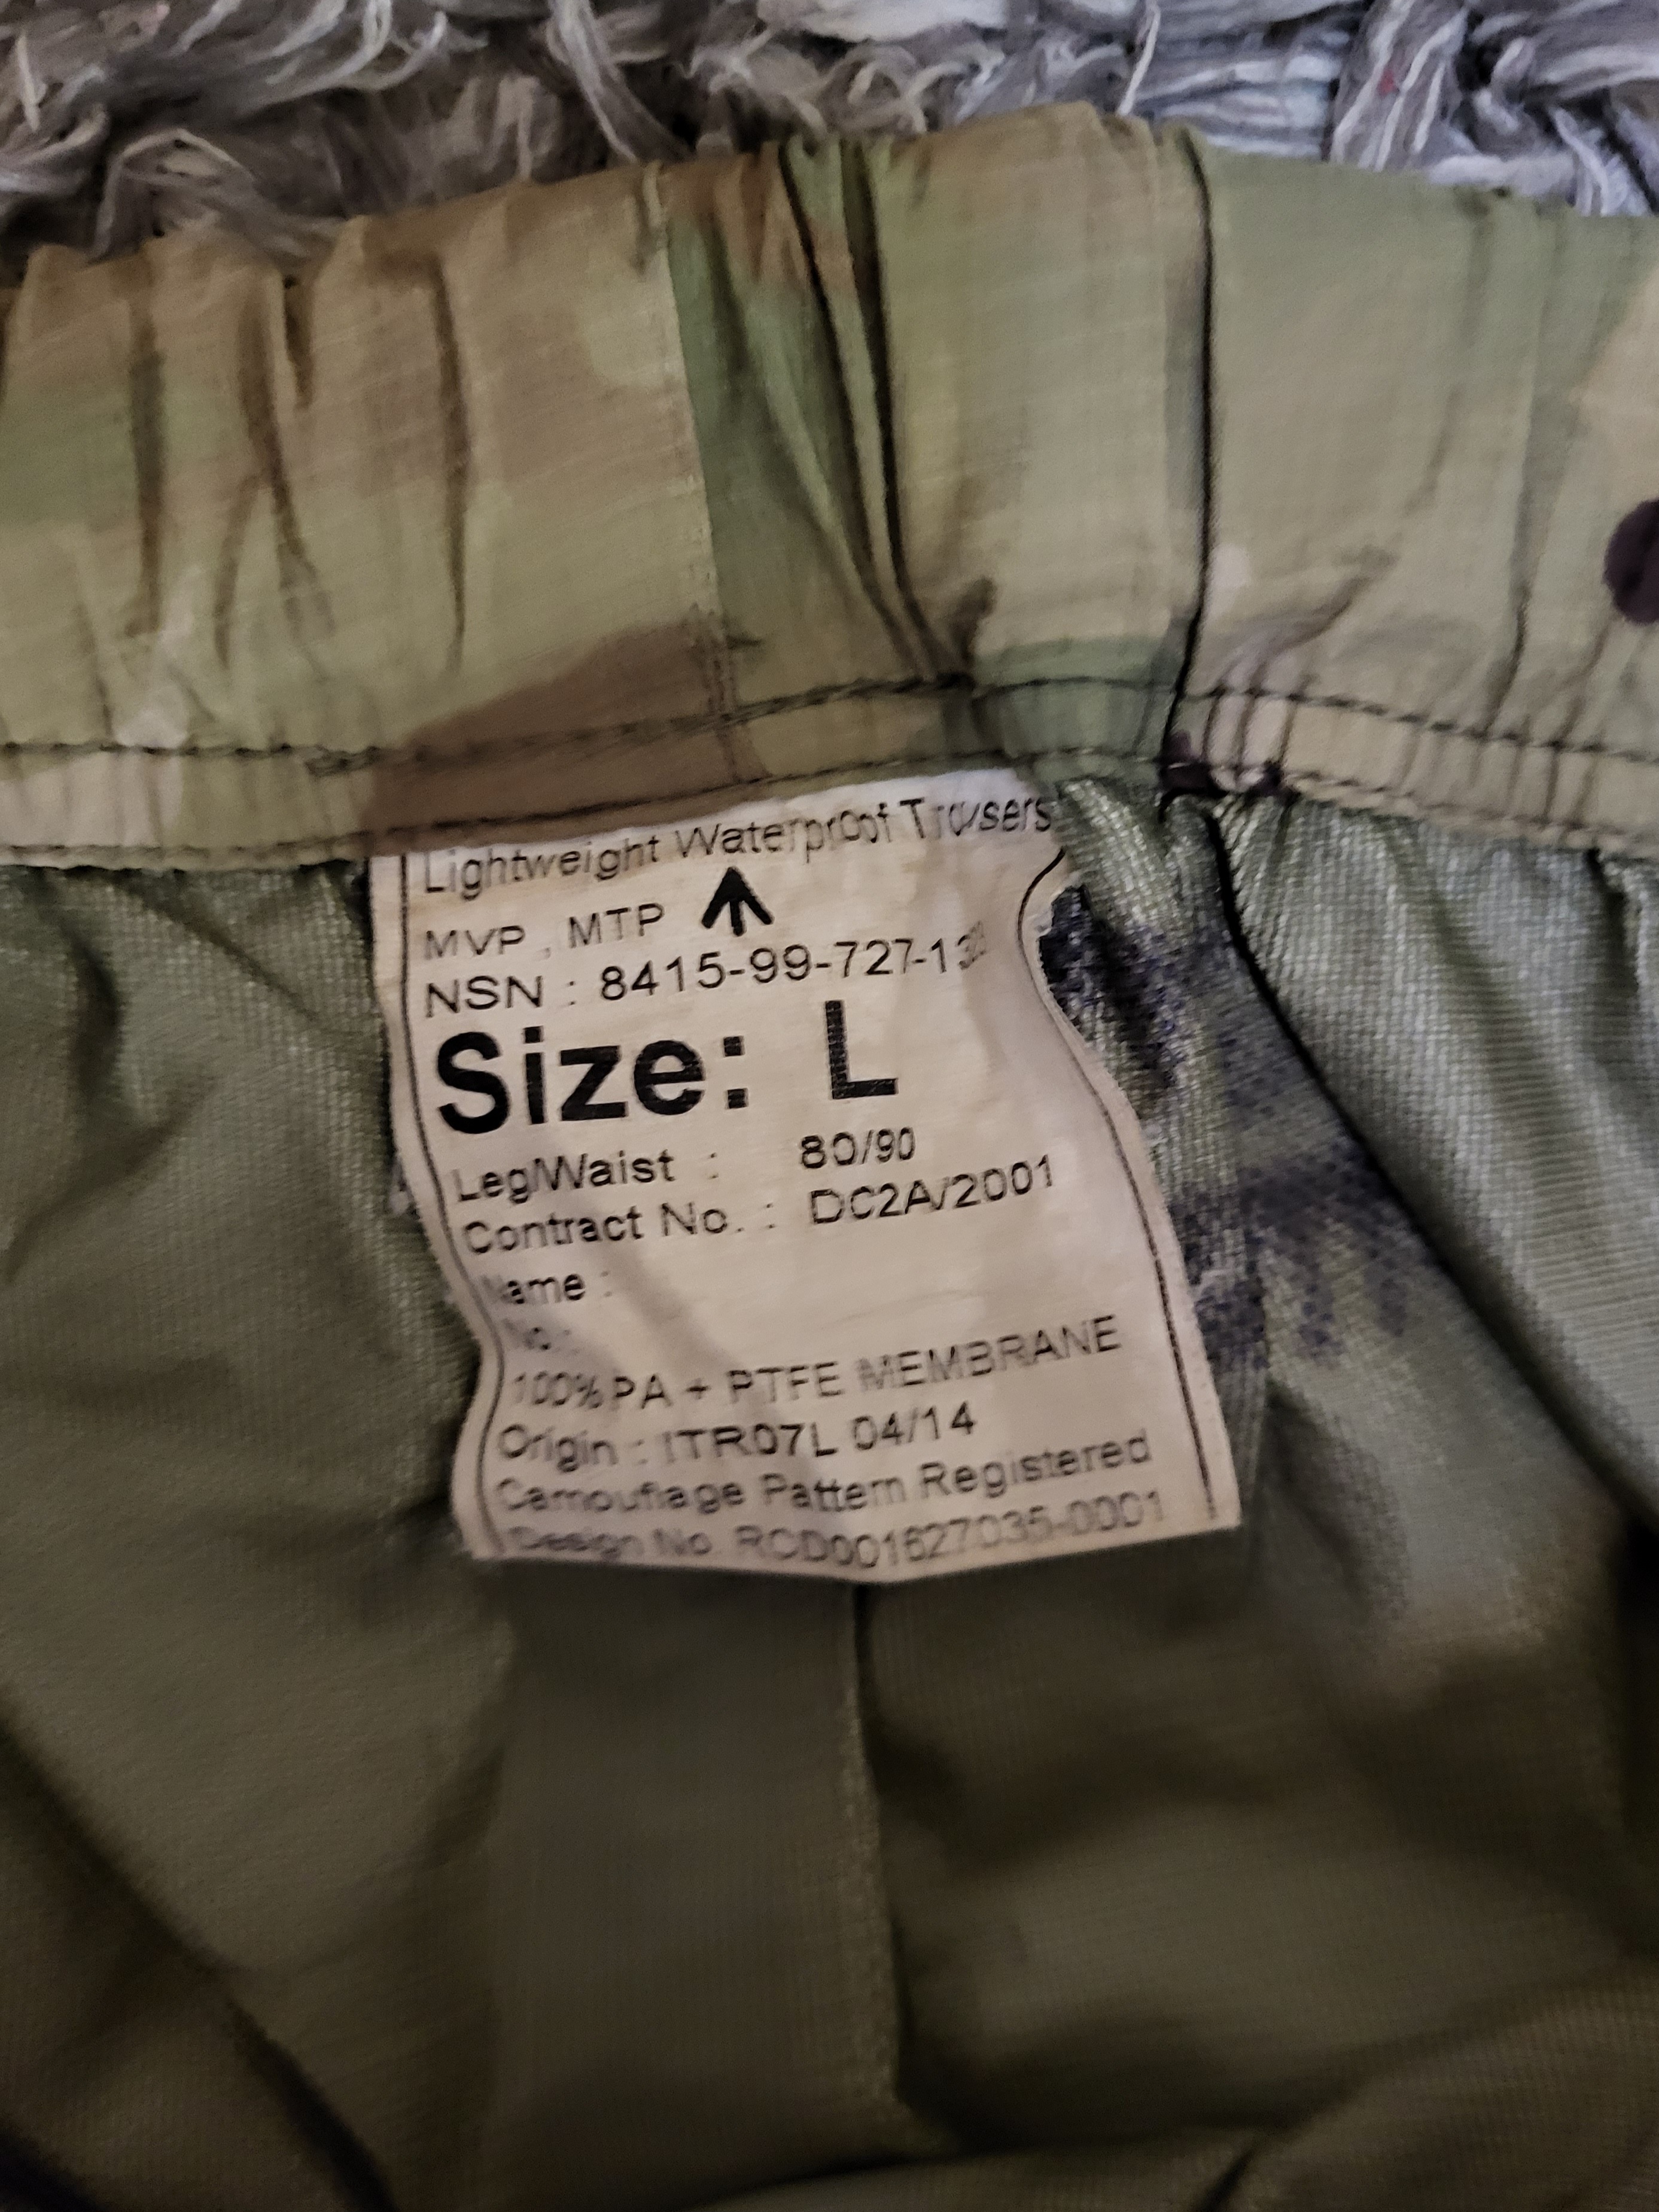 Lightweight Waterproof Trousers
MVP , MTP
NSN : 8415-99-727-13
Size: L
Leg/Waist : 80/90
Contract No. : DC2A/2001
Name :
No.:
100% PA + PTFE MEMBRANE
Origin : ITR07L 04/14
Camouflage Pattern Registered
Design No. RCD001627035-0001